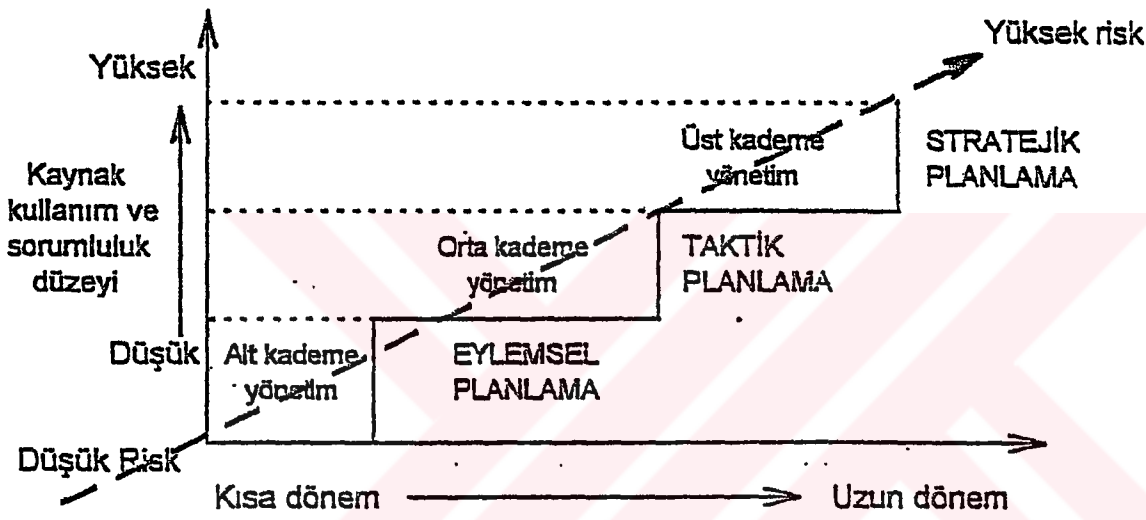 Yüksek risk
Yüksek
Üst kademe
yönetim
STRATEJİK
PLANLAMA
Kaynak
kullanım ve
sorumluluk
düzeyi
Orta kademe
yönetim
TAKTİK
PLANLAMA
Düşük
Alt kademe
yönetim
EYLEMSEL
PLANLAMA
Düşük Risk
Kısa dönem
Uzun dönem